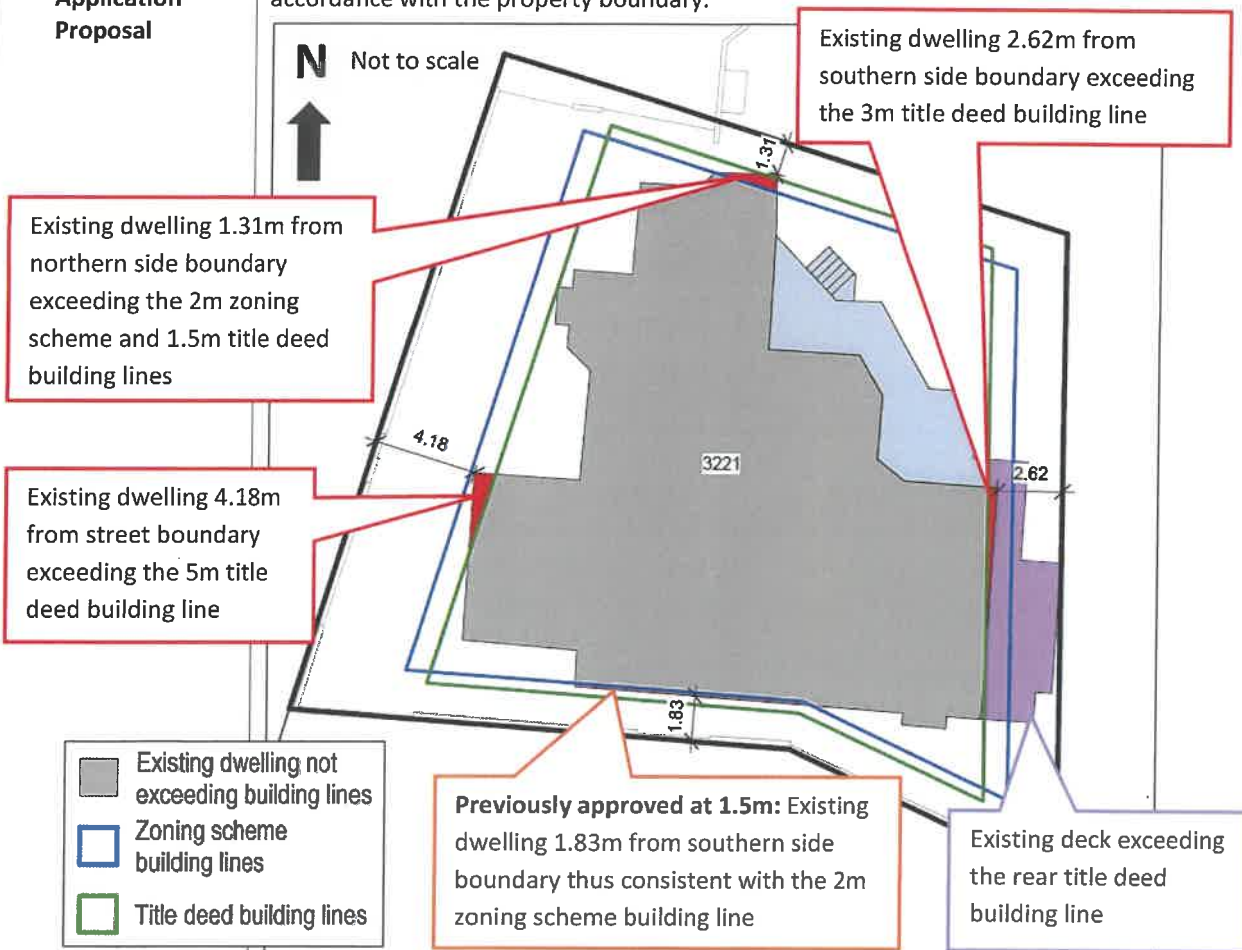 Application
Proposal
accordance with the property boundary.
N Not to scale
Existing dwelling 2.62m from
southern side boundary exceeding
the 3m title deed building line
1.31
Existing dwelling 1.31m from
northern side boundary
exceeding the 2m zoning
scheme and 1.5m title deed
building lines
4.18
3221
2.62
Existing dwelling 4.18m
from street boundary
exceeding the 5m title
deed building line
1.83
Existing dwelling not
exceeding building lines
Zoning scheme
building lines
Title deed building lines
Previously approved at 1.5m: Existing
dwelling 1.83m from southern side
boundary thus consistent with the 2m
zoning scheme building line
Existing deck exceeding
the rear title deed
building line